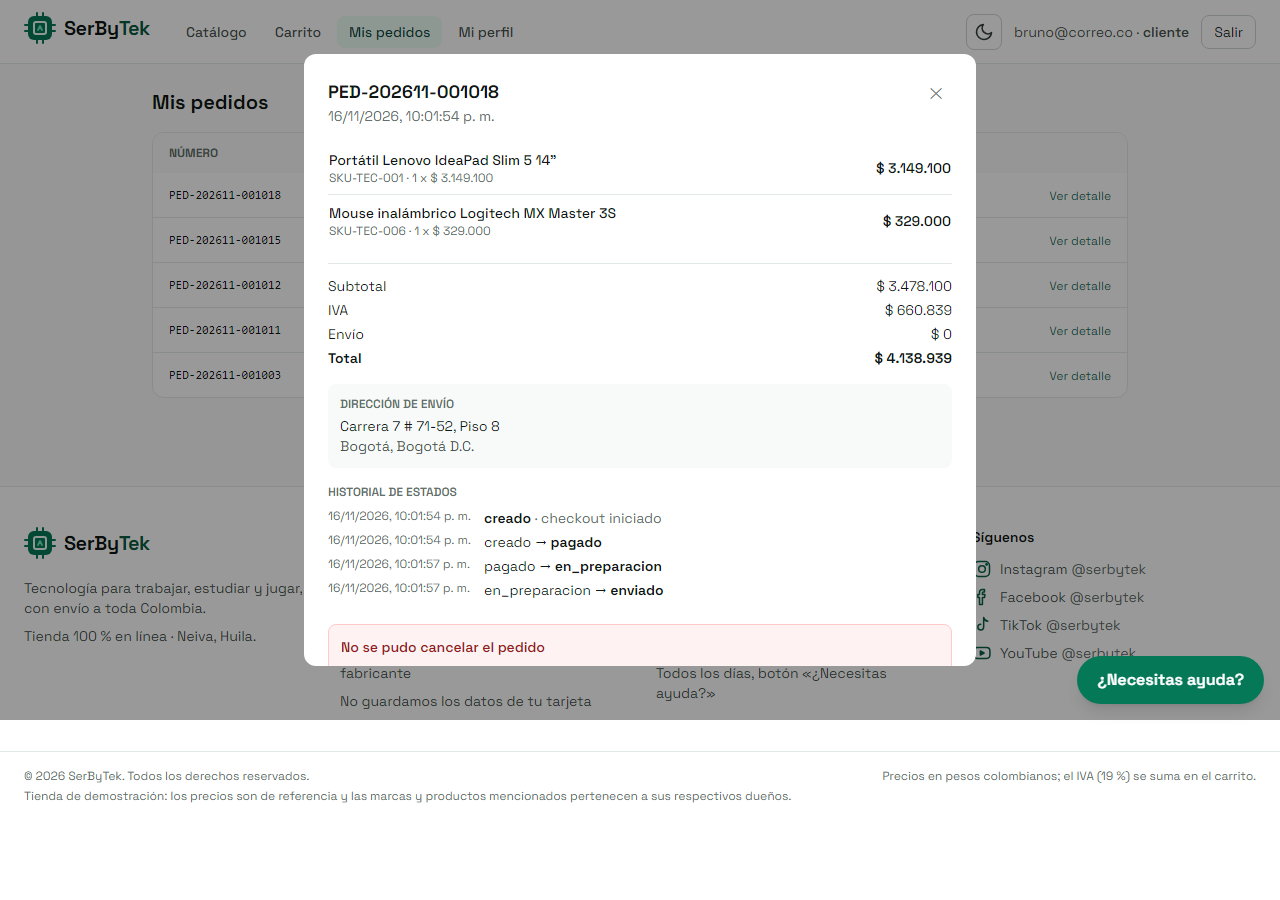 SerByTek
Catálogo
Carrito
Mis pedidos
Mi perfil
bruno@correo.co · cliente
Salir
Mis pedidos
NÚMERO
PED-202611-001018
Ver detalle
PED-202611-001015
Ver detalle
PED-202611-001012
Ver detalle
PED-202611-001011
Ver detalle
PED-202611-001003
Ver detalle
PED-202611-001018
16/11/2026, 10:01:54 p. m.
Portátil Lenovo IdeaPad Slim 5 14”
SKU-TEC-001 · 1 x $ 3.149.100
$ 3.149.100
Mouse inalámbrico Logitech MX Master 3S
SKU-TEC-006 · 1 x $ 329.000
$ 329.000
Subtotal
$ 3.478.100
IVA
$ 660.839
Envío
$ 0
Total
$ 4.138.939
DIRECCIÓN DE ENVÍO
Carrera 7 # 71-52, Piso 8
Bogotá, Bogotá D.C.
HISTORIAL DE ESTADOS
16/11/2026, 10:01:54 p. m. creado · checkout iniciado
16/11/2026, 10:01:54 p. m. creado → pagado
16/11/2026, 10:01:57 p. m. pagado → en_preparacion
16/11/2026, 10:01:57 p. m. en_preparacion → enviado
No se pudo cancelar el pedido
SerByTek
Tecnología para trabajar, estudiar y jugar,
con envío a toda Colombia.
Tienda 100 % en línea · Neiva, Huila.
fabricante
No guardamos los datos de tu tarjeta
Todos los días, botón «¿Necesitas
ayuda?»
Síguenos
Instagram @serbytek
Facebook @serbytek
TikTok @serbytek
YouTube @serbytek
¿Necesitas ayuda?
© 2026 SerByTek. Todos los derechos reservados.
Precios en pesos colombianos; el IVA (19 %) se suma en el carrito.
Tienda de demostración: los precios son de referencia y las marcas y productos mencionados pertenecen a sus respectivos dueños.